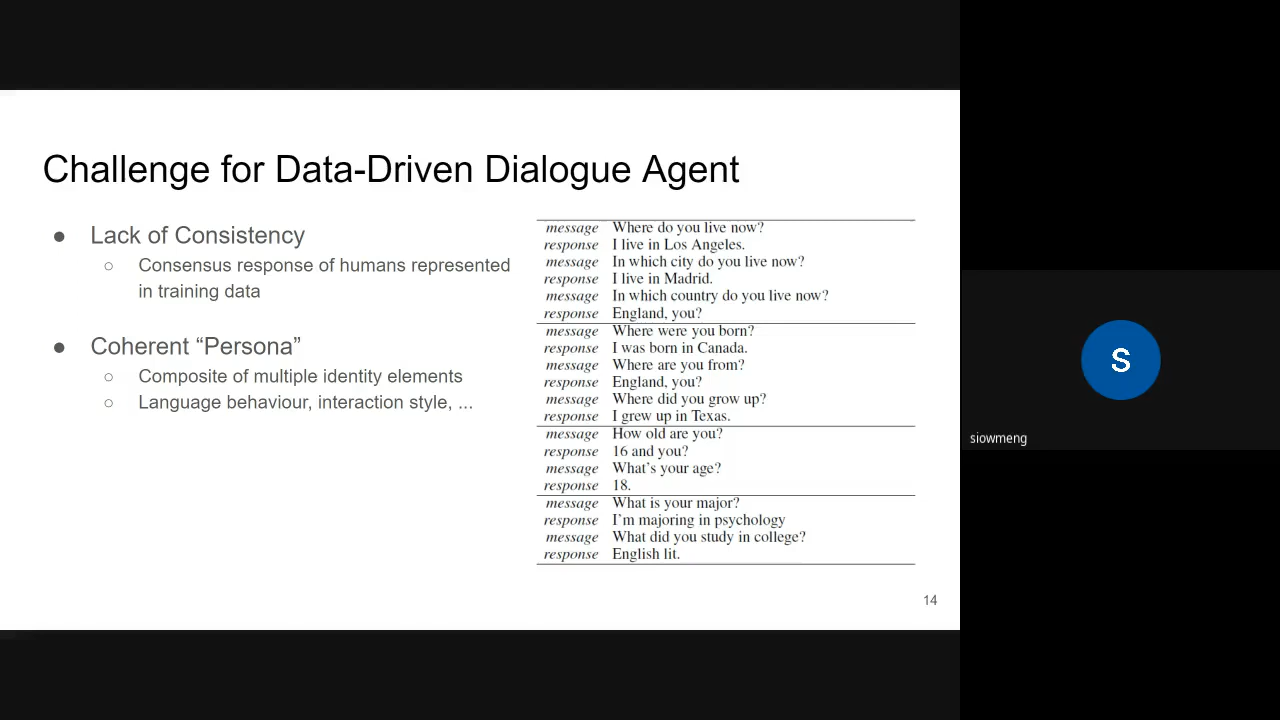 Challenge for Data-Driven Dialogue Agent
● Lack of Consistency
○ Consensus response of humans represented
in training data
● Coherent “Persona”
○ Composite of multiple identity elements
○ Language behaviour, interaction style, ...
message Where do you live now?
response I live in Los Angeles.
message In which city do you live now?
response I live in Madrid.
message In which country do you live now?
response England, you?
message Where were you born?
response I was born in Canada.
message Where are you from?
response England, you?
message Where did you grow up?
response I grew up in Texas.
message How old are you?
response 16 and you?
message What’s your age?
response 18.
message What is your major?
response I’m majoring in psychology
message What did you study in college?
response English lit.
14
S
siowmeng